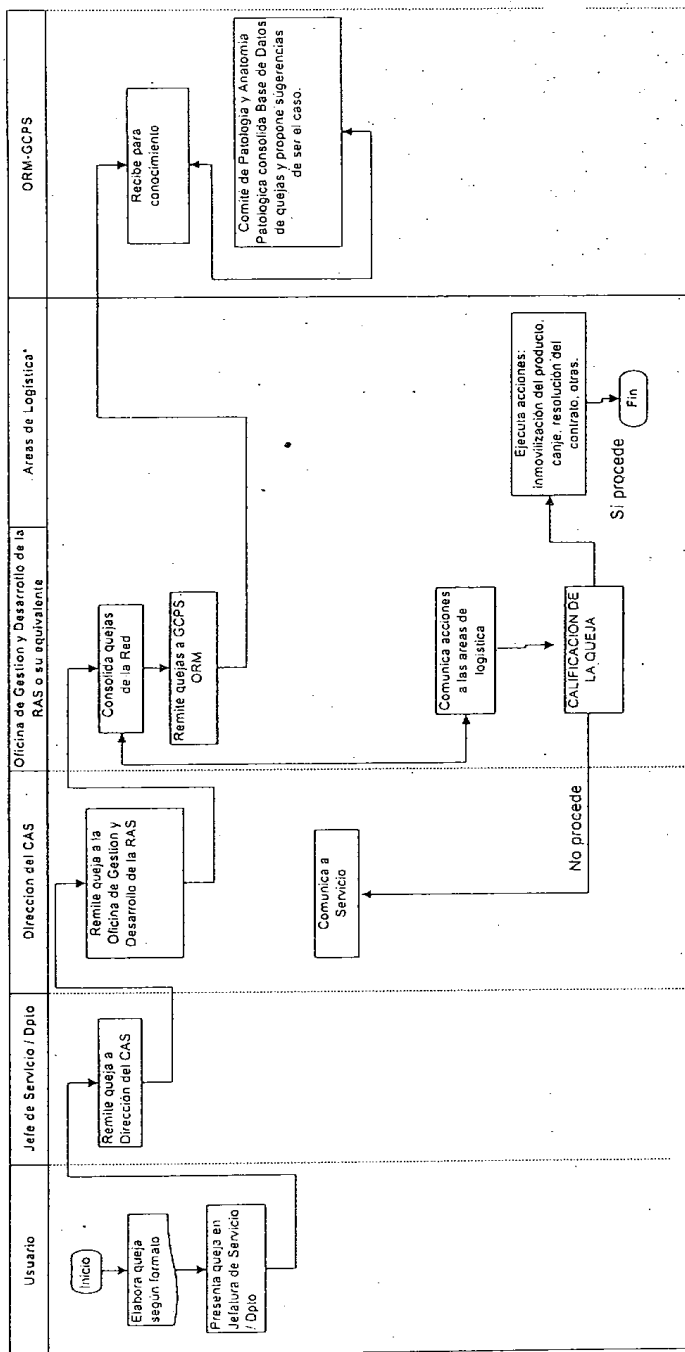 Usuario
Jefe de Servicio / Dpto
Direccion del CAS
Oficina de Gestion y Desarrollo de la
RAS o su equivalente
Areas de Logistica*
ORM-GCPS
Inicio
Elabora queja
según formato
Presenta queja en
Jefatura de Servicio
/ Dpto
Remite queja a
Dirección del CAS
Remite queja a la
Oficina de Gestion y
Desarrollo de la RAS
Comunica a
Servicio
Consolida quejas
de la Red
Remite quejas a GCPS
ORM
Comunica acciones
a las areas de
logistica
CALIFICACION DE
LA QUEJA
No procede
Si procede
Ejecuta acciones:
inmovilización del producto,
canje, resolución del
contrato, otras.
Fin
Recibe para
conocimiento
Comité de Patologia y Anatomia
Patologica consolida Base de Datos
de quejas y propone sugerencias
de ser el caso.